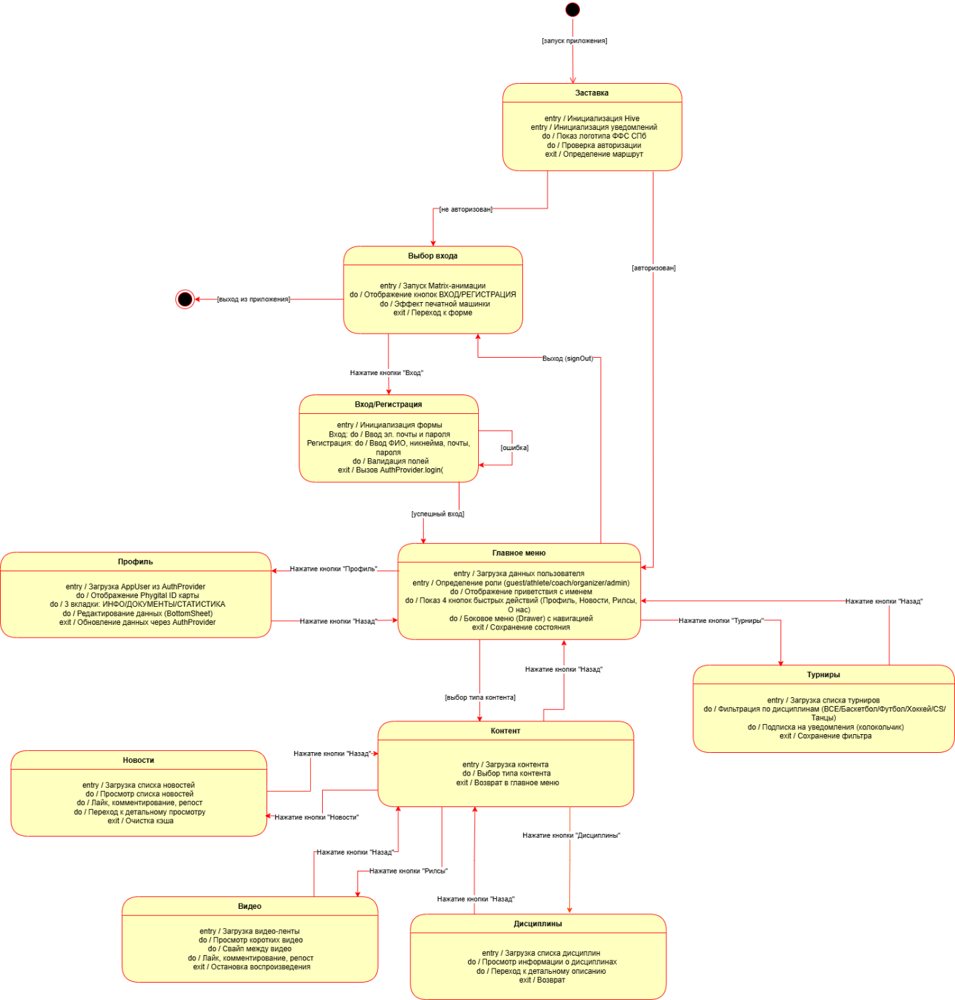 [запуск приложения]
Заставка
entry / Инициализация Hive
entry / Инициализация уведомлений
do / Показ логотипа ФФС СПб
do / Проверка авторизации
exit / Определение маршрут
[не авторизован]
[авторизован]
Выбор входа
entry / Запуск Matrix-анимации
do / Отображение кнопок ВХОД/РЕГИСТРАЦИЯ
do / Эффект печатной машинки
exit / Переход к форме
[выход из приложения]
Выход (signOut)
Нажатие кнопки "Вход"
Вход/Регистрация
entry / Инициализация формы
Вход: do / Ввод эл. почты и пароля
Регистрация: do / Ввод ФИО, никнейма, почты,
пароля
do / Валидация полей
exit / Вызов AuthProvider.login(
[ошибка]
[успешный вход]
Профиль
entry / Загрузка AppUser из AuthProvider
do / Отображение Phygital ID карты
do / 3 вкладки: ИНФО/ДОКУМЕНТЫ/СТАТИСТИКА
do / Редактирование данных (BottomSheet)
exit / Обновление данных через AuthProvider
Нажатие кнопки "Профиль"
Нажатие кнопки "Назад"
Главное меню
entry / Загрузка данных пользователя
entry / Определение роли (guest/athlete/coach/organizer/admin)
do / Отображение приветствия с именем
do / Показ 4 кнопок быстрых действий (Профиль, Новости, Рилсы,
О нас)
do / Боковое меню (Drawer) с навигацией
exit / Сохранение состояния
Нажатие кнопки "Назад"
Нажатие кнопки "Турниры"
Турниры
entry / Загрузка списка турниров
do / Фильтрация по дисциплинам (ВСЕ/Баскетбол/Футбол/Хоккей/CS/
Танцы)
do / Подписка на уведомления (колокольчик)
exit / Сохранение фильтра
Нажатие кнопки "Назад"
[выбор типа контента]
Контент
entry / Загрузка контента
do / Выбор типа контента
exit / Возврат в главное меню
Нажатие кнопки "Назад"
Новости
entry / Загрузка списка новостей
do / Просмотр списка новостей
do / Лайк, комментирование, репост
do / Переход к детальному просмотру
exit / Очистка кэша
Нажатие кнопки "Новости"
Нажатие кнопки "Дисциплины"
Нажатие кнопки "Назад"
Нажатие кнопки "Рилсы"
Нажатие кнопки "Назад"
Видео
entry / Загрузка видео-ленты
do / Просмотр коротких видео
do / Свайп между видео
do / Лайк, комментирование, репост
exit / Остановка воспроизведения
Дисциплины
entry / Загрузка списка дисциплин
do / Просмотр информации о дисциплинах
do / Переход к детальному описанию
exit / Возврат